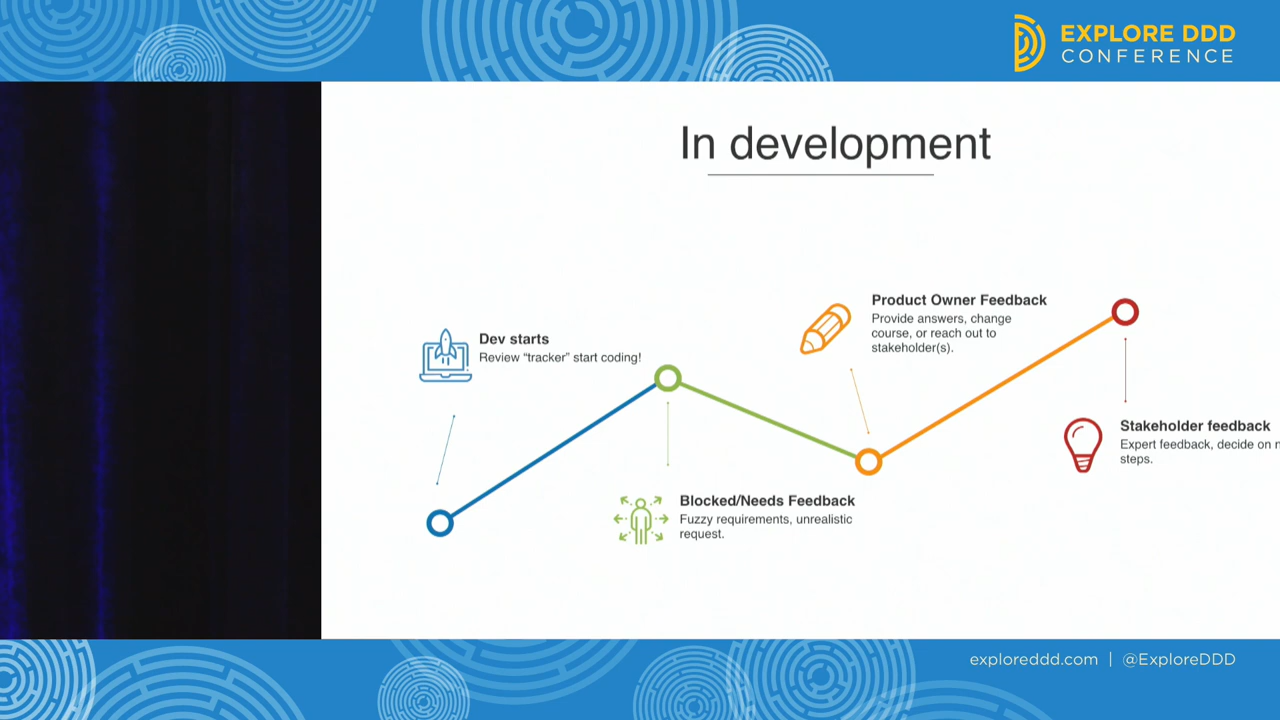 EXPLORE DDD
CONFERENCE
In development
Dev starts
Review “tracker” start coding!
Blocked/Needs Feedback
Fuzzy requirements, unrealistic
request.
Product Owner Feedback
Provide answers, change
course, or reach out to
stakeholder(s).
Stakeholder feedback
Expert feedback, decide on
steps.
exploreddd.com | @ExploreDDD